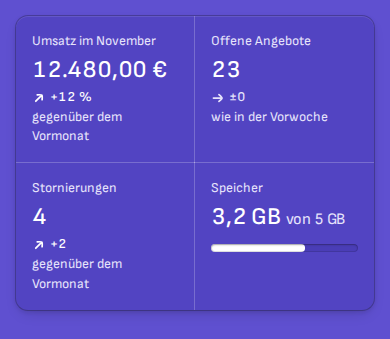 Umsatz im November
12.480,00 €
↗ +12 %
gegenüber dem
Vormonat
Offene Angebote
23
→ ±0
wie in der Vorwoche
Stornierungen
4
↗ +2
gegenüber dem
Vormonat
Speicher
3,2 GB von 5 GB